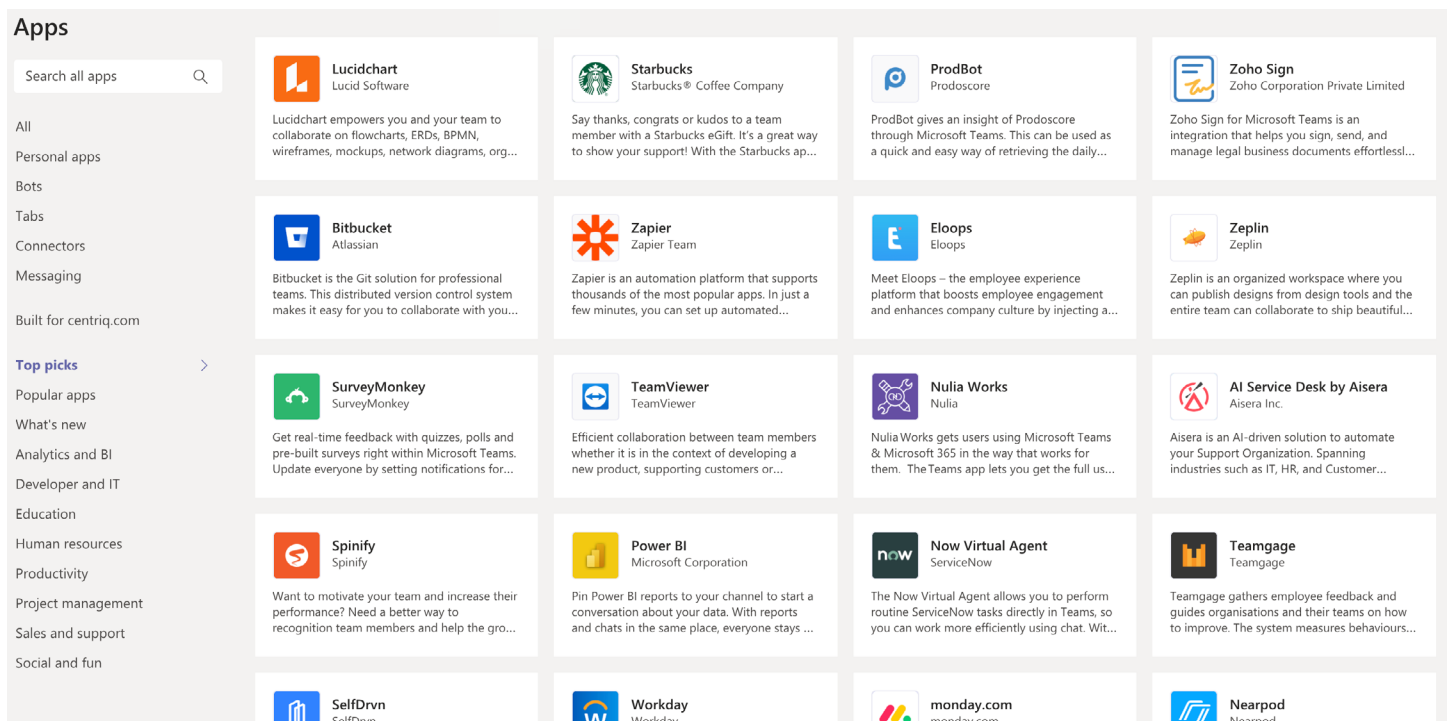 Apps
Search all apps
All
Personal apps
Bots
Tabs
Connectors
Messaging
Built for centriq.com
Top picks
Popular apps
What's new
Analytics and BI
Developer and IT
Education
Human resources
Productivity
Project management
Sales and support
Social and fun
Lucidchart
Lucid Software
Lucidchart empowers you and your team to
collaborate on flowcharts, ERDs, BPMN,
wireframes, mockups, network diagrams, org...
Starbucks
Starbucks® Coffee Company
Say thanks, congrats or kudos to a team
member with a Starbucks eGift. It's a great way
to show your support! With the Starbucks ap...
ProdBot
Prodoscore
ProdBot gives an insight of Prodoscore
through Microsoft Teams. This can be used as
a quick and easy way of retrieving the daily...
Zoho Sign
Zoho Corporation Private Limited
Zoho Sign for Microsoft Teams is an
integration that helps you sign, send, and
manage legal business documents effortlessl...
Bitbucket
Atlassian
Bitbucket is the Git solution for professional
teams. This distributed version control system
makes it easy for you to collaborate with you...
Zapier
Zapier Team
Zapier is an automation platform that supports
thousands of the most popular apps. In just a
few minutes, you can set up automated...
Eloops
Eloops
Meet Eloops – the employee experience
platform that boosts employee engagement
and enhances company culture by injecting a...
Zeplin
Zeplin
Zeplin is an organized workspace where you
can publish designs from design tools and the
entire team can collaborate to ship beautiful...
SurveyMonkey
SurveyMonkey
Get real-time feedback with quizzes, polls and
pre-built surveys right within Microsoft Teams.
Update everyone by setting notifications for...
TeamViewer
TeamViewer
Efficient collaboration between team members
whether it is in the context of developing a
new product, supporting customers or...
Nulia Works
Nulia
Nulia Works gets users using Microsoft Teams
& Microsoft 365 in the way that works for
them. The Teams app lets you get the full us...
AI Service Desk by Aisera
Aisera Inc.
Aisera is an AI-driven solution to automate
your Support Organization. Spanning
industries such as IT, HR, and Customer...
Spinify
Spinify
Want to motivate your team and increase their
performance? Need a better way to
recognition team members and help the gro...
Power BI
Microsoft Corporation
Pin Power BI reports to your channel to start a
conversation about your data. With reports
and chats in the same place, everyone stays ...
now
Now Virtual Agent
ServiceNow
The Now Virtual Agent allows you to perform
routine ServiceNow tasks directly in Teams, so
you can work more efficiently using chat. Wit...
Teamgage
Teamgage
Teamgage gathers employee feedback and
guides organisations and their teams on how
to improve. The system measures behaviours...
SelfDrvn
SelfDrvn
Workday
Workday
monday.com
monday.com
Nearpod
Nearpod